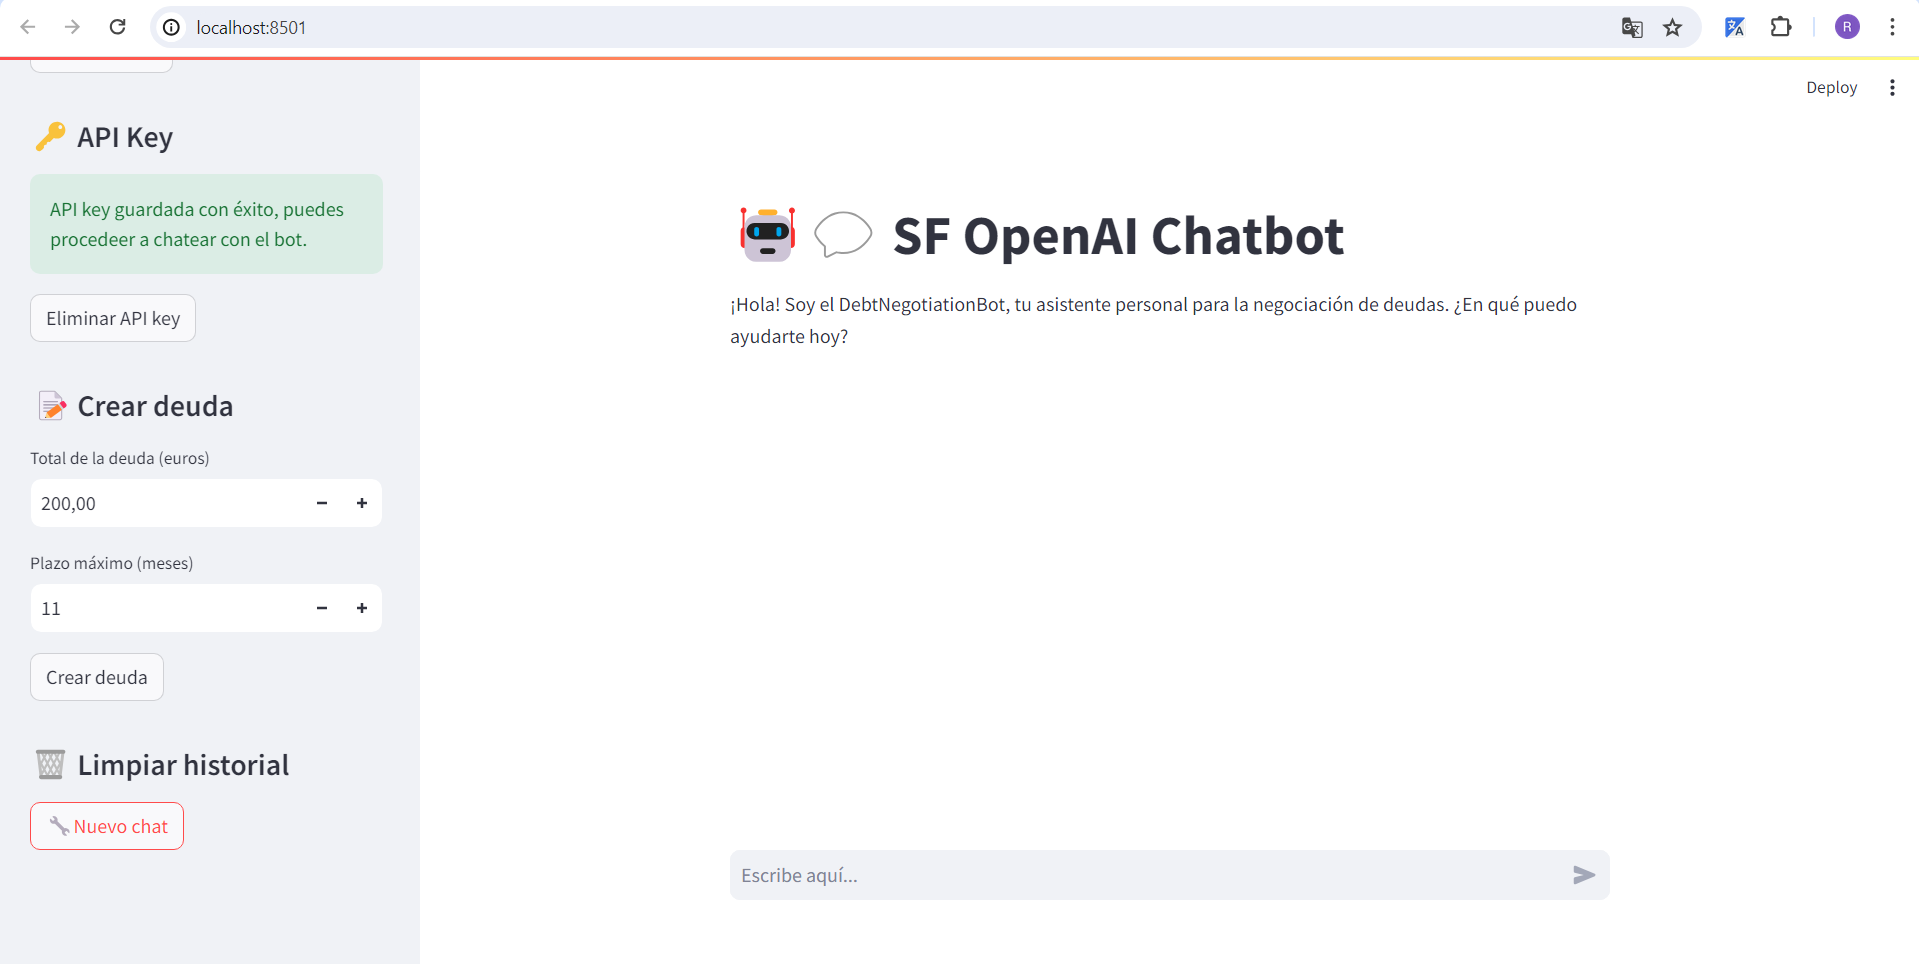 localhost:8501
R
Deploy
API Key
API key guardada con éxito, puedes
procedeer a chatear con el bot.
Eliminar API key
Crear deuda
Total de la deuda (euros)
200,00
Plazo máximo (meses)
11
Crear deuda
Limpiar historial
Nuevo chat
SF OpenAI Chatbot
¡Hola! Soy el DebtNegotiationBot, tu asistente personal para la negociación de deudas. ¿En qué puedo
ayudarte hoy?
Escribe aquí...